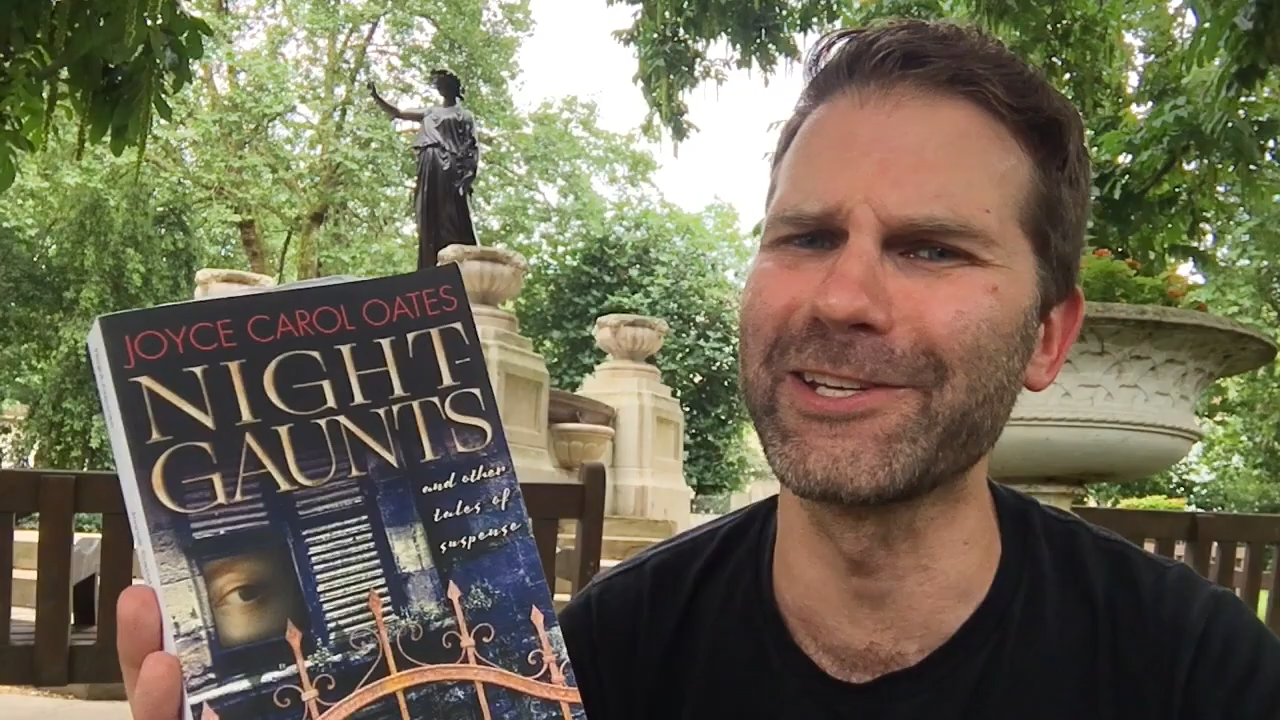 JOYCE CAROL OATES
NIGHT-
GAUNTS
and other
tales of
suspense